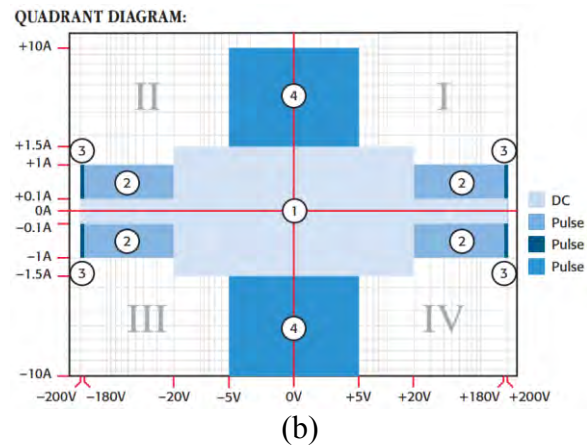 QUADRANT DIAGRAM:
+10A
II
4
I
+1.5A
3
3
+1A
2
2
+0.1A
0A
1
−0.1A
2
2
−1A
−1.5A
3
3
III
4
IV
−10A
DC
Pulse
Pulse
Pulse
−200V −180V −20V −5V 0V +5V +20V +180V +200V
(b)